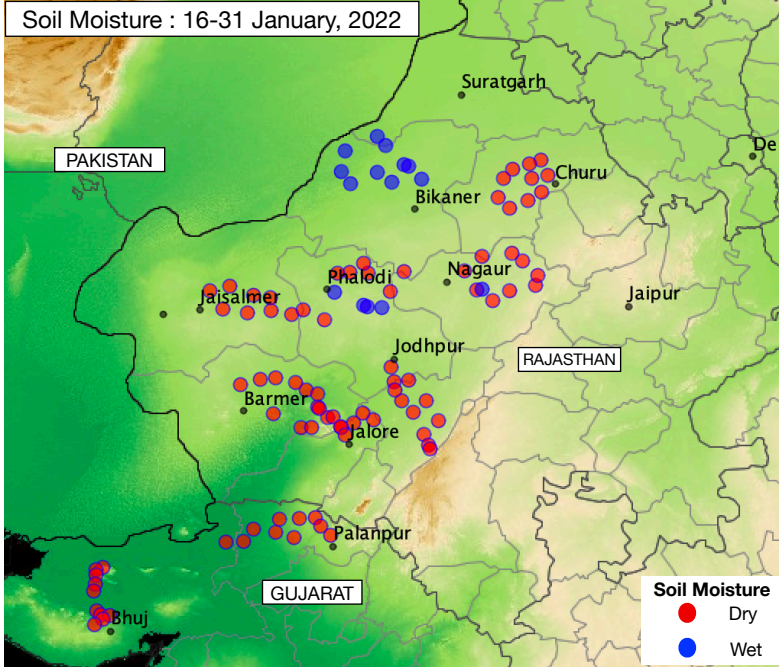 Soil Moisture : 16-31 January, 2022
Suratgarh
De
PAKISTAN
Churu
Bikaner
Phalodi
Nagaur
Jaisalmer
Jaipur
Jodhpur
RAJASTHAN
Barmer
Jalore
Palanpur
GUJARAT
Bhuj
Soil Moisture
Dry
Wet